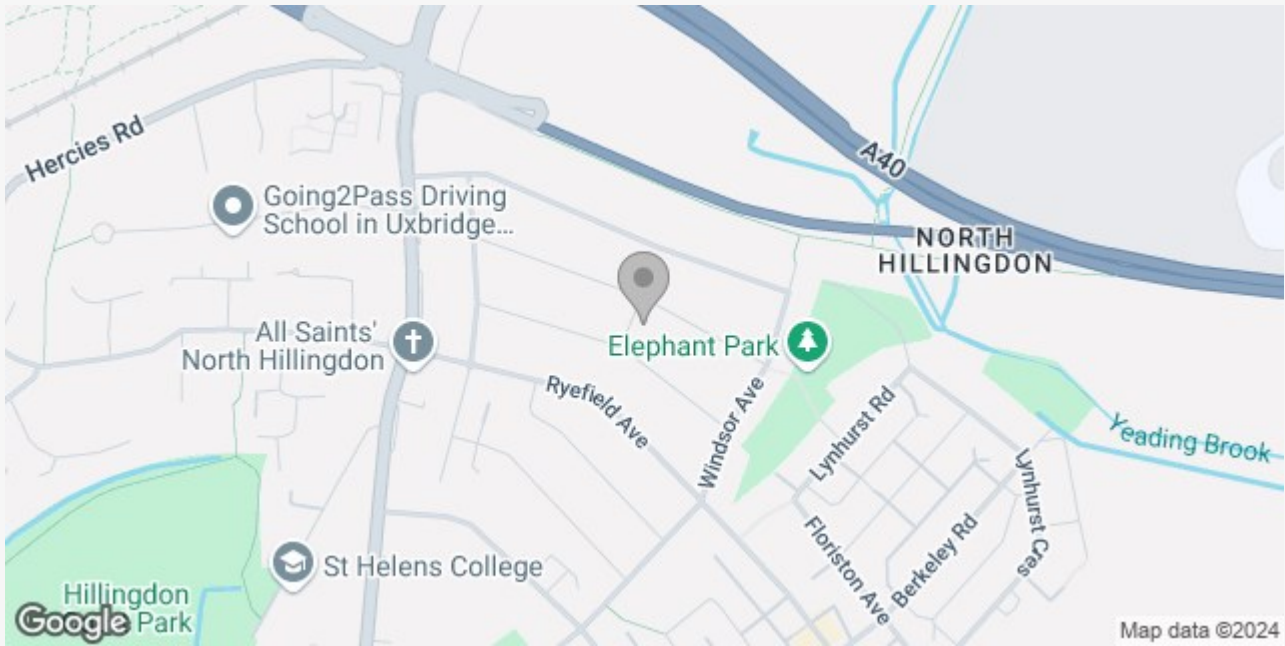 Hercies Rd
A40
Going2Pass Driving
School in Uxbridge...
NORTH
HILLINGDON
All Saints'
North Hillingdon
Elephant Park
Ryefield Ave
Windsor Ave
Lynhurst Rd
Yeading Brook
Lynhurst Cres
Floriston Ave
Berkeley Rd
St Helens College
Hillingdon
Park
Google
Map data ©2024